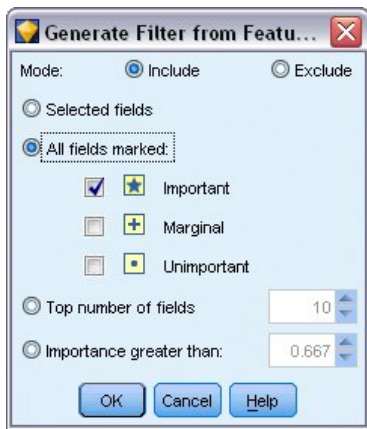 Generate Filter from Featu...
Mode: Include Exclude
Selected fields
All fields marked:
Important
Marginal
Unimportant
Top number of fields 10
Importance greater than: 0.667
OK Cancel Help